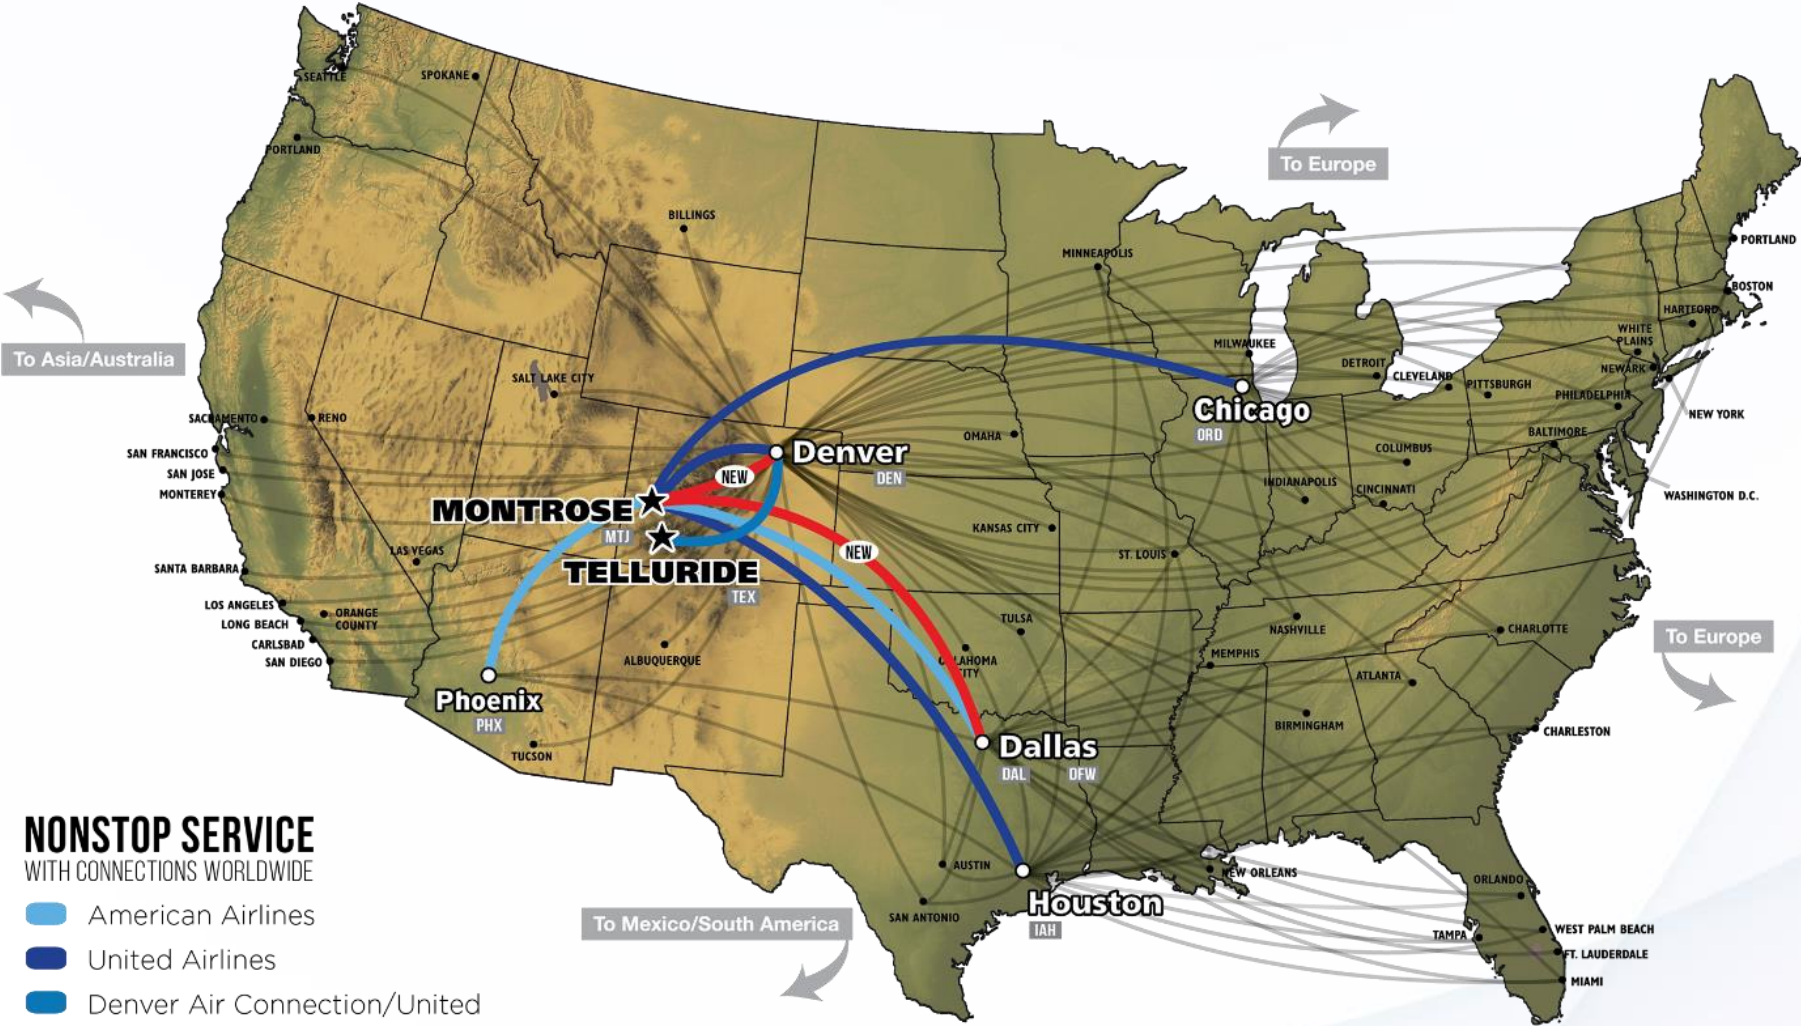 SEATTLE
SPOKANE
PORTLAND
BILLINGS
To Europe
MINNEAPOLIS
PORTLAND
BOSTON
HARTFORD
WHITE
PLAINS
NEWARK
NEW YORK
To Asia/Australia
SALT LAKE CITY
MILWAUKEE
DETROIT
CLEVELAND
PITTSBURGH
PHILADELPHIA
Chicago
ORD
SACRAMENTO
RENO
SAN FRANCISCO
SAN JOSE
MONTEREY
OMAHA
COLUMBUS
BALTIMORE
Denver
DEN
NEW
INDIANAPOLIS
CINCINNATI
WASHINGTON D.C.
MONTROSE
MTJ
KANSAS CITY
ST. LOUIS
NEW
LAS VEGAS
TELLURIDE
TEX
SANTA BARBARA
LOS ANGELES
ORANGE
COUNTY
LONG BEACH
CARLSBAD
SAN DIEGO
TULSA
NASHVILLE
CHARLOTTE
To Europe
ALBUQUERQUE
OKLAHOMA
CITY
MEMPHIS
ATLANTA
Phoenix
PHX
TUCSON
BIRMINGHAM
CHARLESTON
Dallas
DAL
DFW
NONSTOP SERVICE
WITH CONNECTIONS WORLDWIDE
American Airlines
United Airlines
Denver Air Connection/United
AUSTIN
SAN ANTONIO
Houston
IAH
NEW ORLEANS
To Mexico/South America
ORLANDO
TAMPA
WEST PALM BEACH
FT. LAUDERDALE
MIAMI